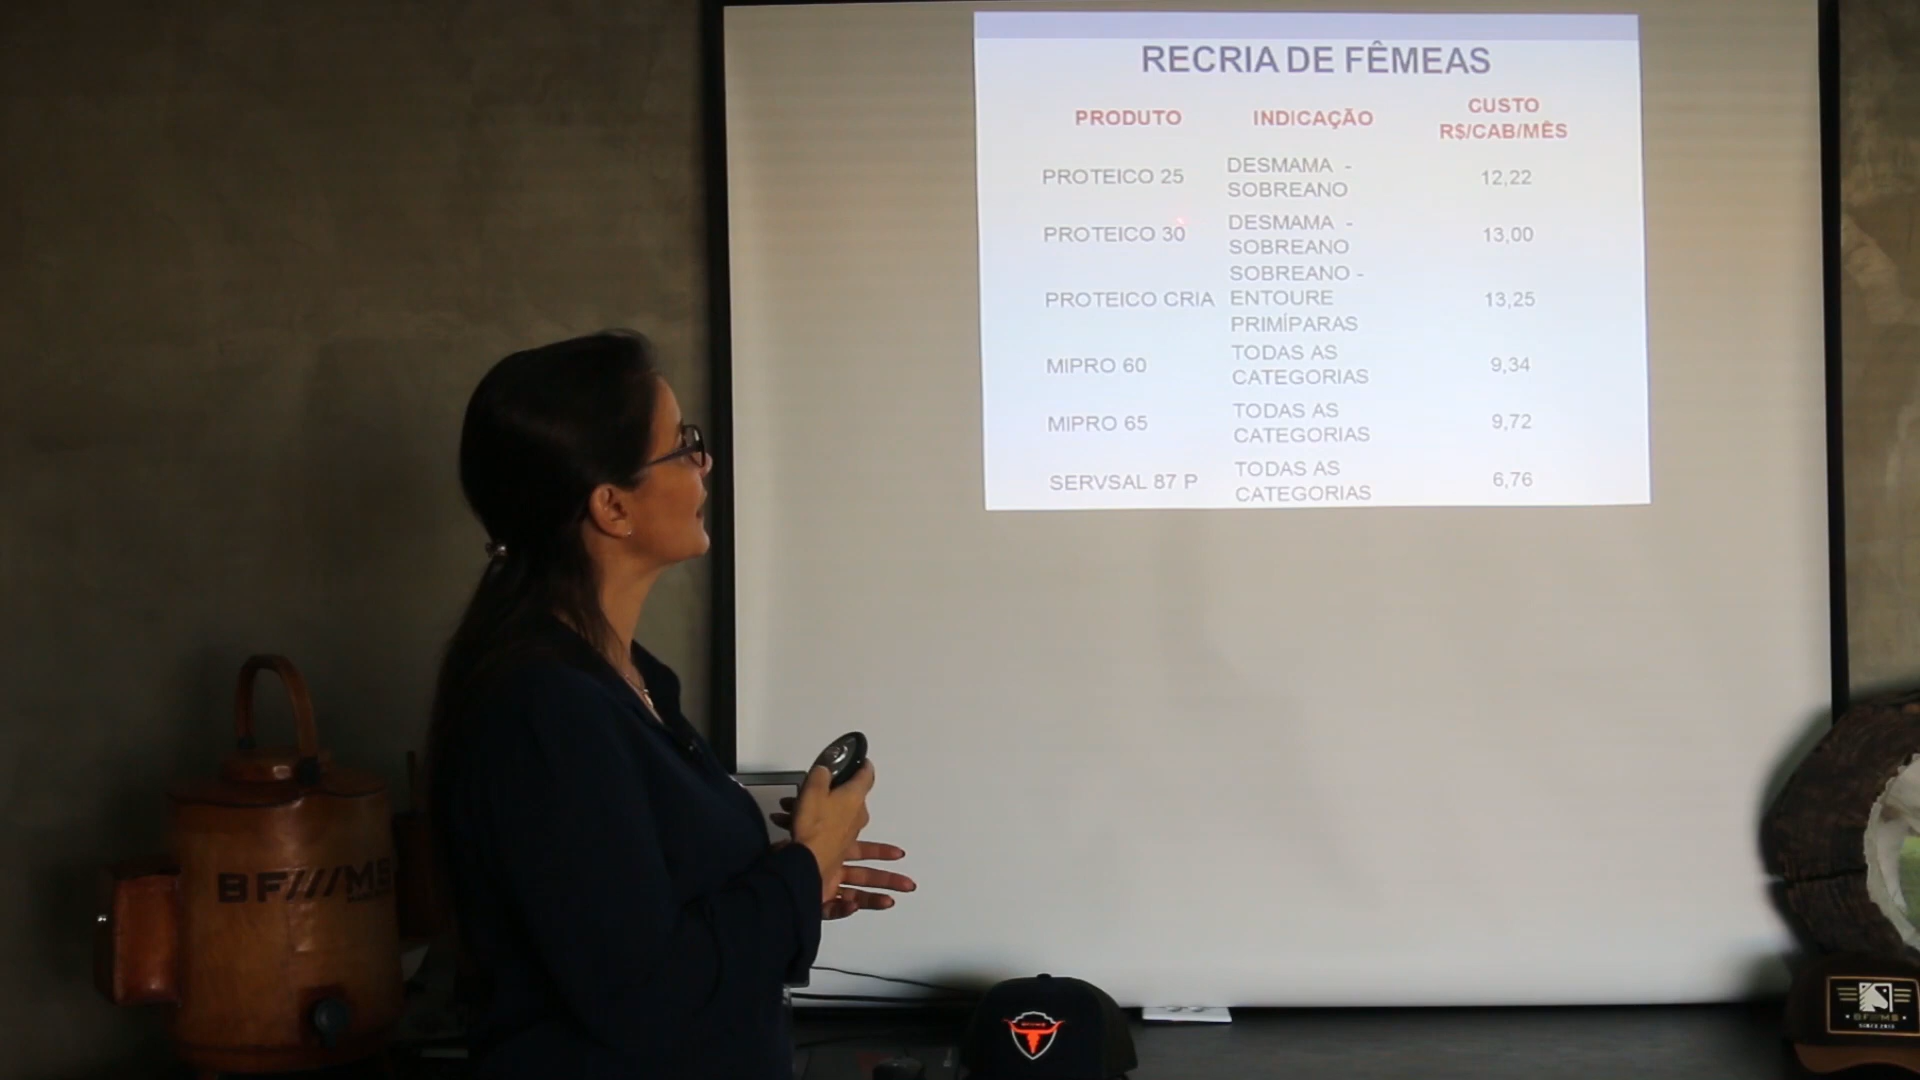 RECRIA DE FÊMEAS
PRODUTO INDICAÇÃO CUSTO
R$/CAB/MÊS
PROTEICO 25 DESMAMA - 12,22
SOBREANO
PROTEICO 30 DESMAMA - 13,00
SOBREANO
PROTEICO CRIA SOBREANO - 13,25
ENTOURE
PRIMÍPARAS
MIPRO 60 TODAS AS 9,34
CATEGORIAS
MIPRO 65 TODAS AS 9,72
CATEGORIAS
SERVSAL 87 P TODAS AS 6,76
CATEGORIAS
BF///MS
BF///MS